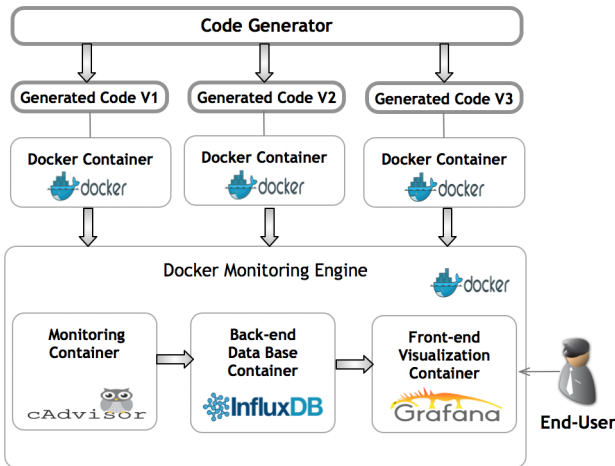 Code Generator
Generated Code V1
Generated Code V2
Generated Code V3
Docker Container
docker
Docker Container
docker
Docker Container
docker
Docker Monitoring Engine
docker
Monitoring
Container
cAdvisor
Back-end
Data Base
Container
InfluxDB
Front-end
Visualization
Container
Grafana
End-User